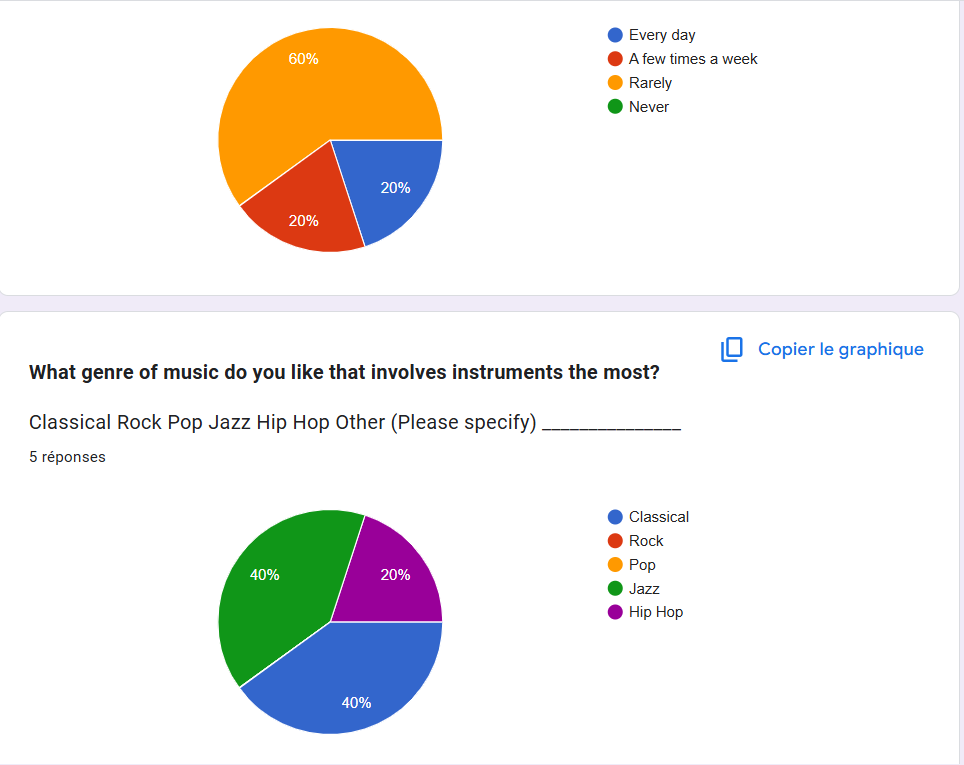 60%
20%
20%
Every day
A few times a week
Rarely
Never
Copier le graphique
What genre of music do you like that involves instruments the most?
Classical Rock Pop Jazz Hip Hop Other (Please specify) _______________
5 réponses
40%
20%
40%
Classical
Rock
Pop
Jazz
Hip Hop